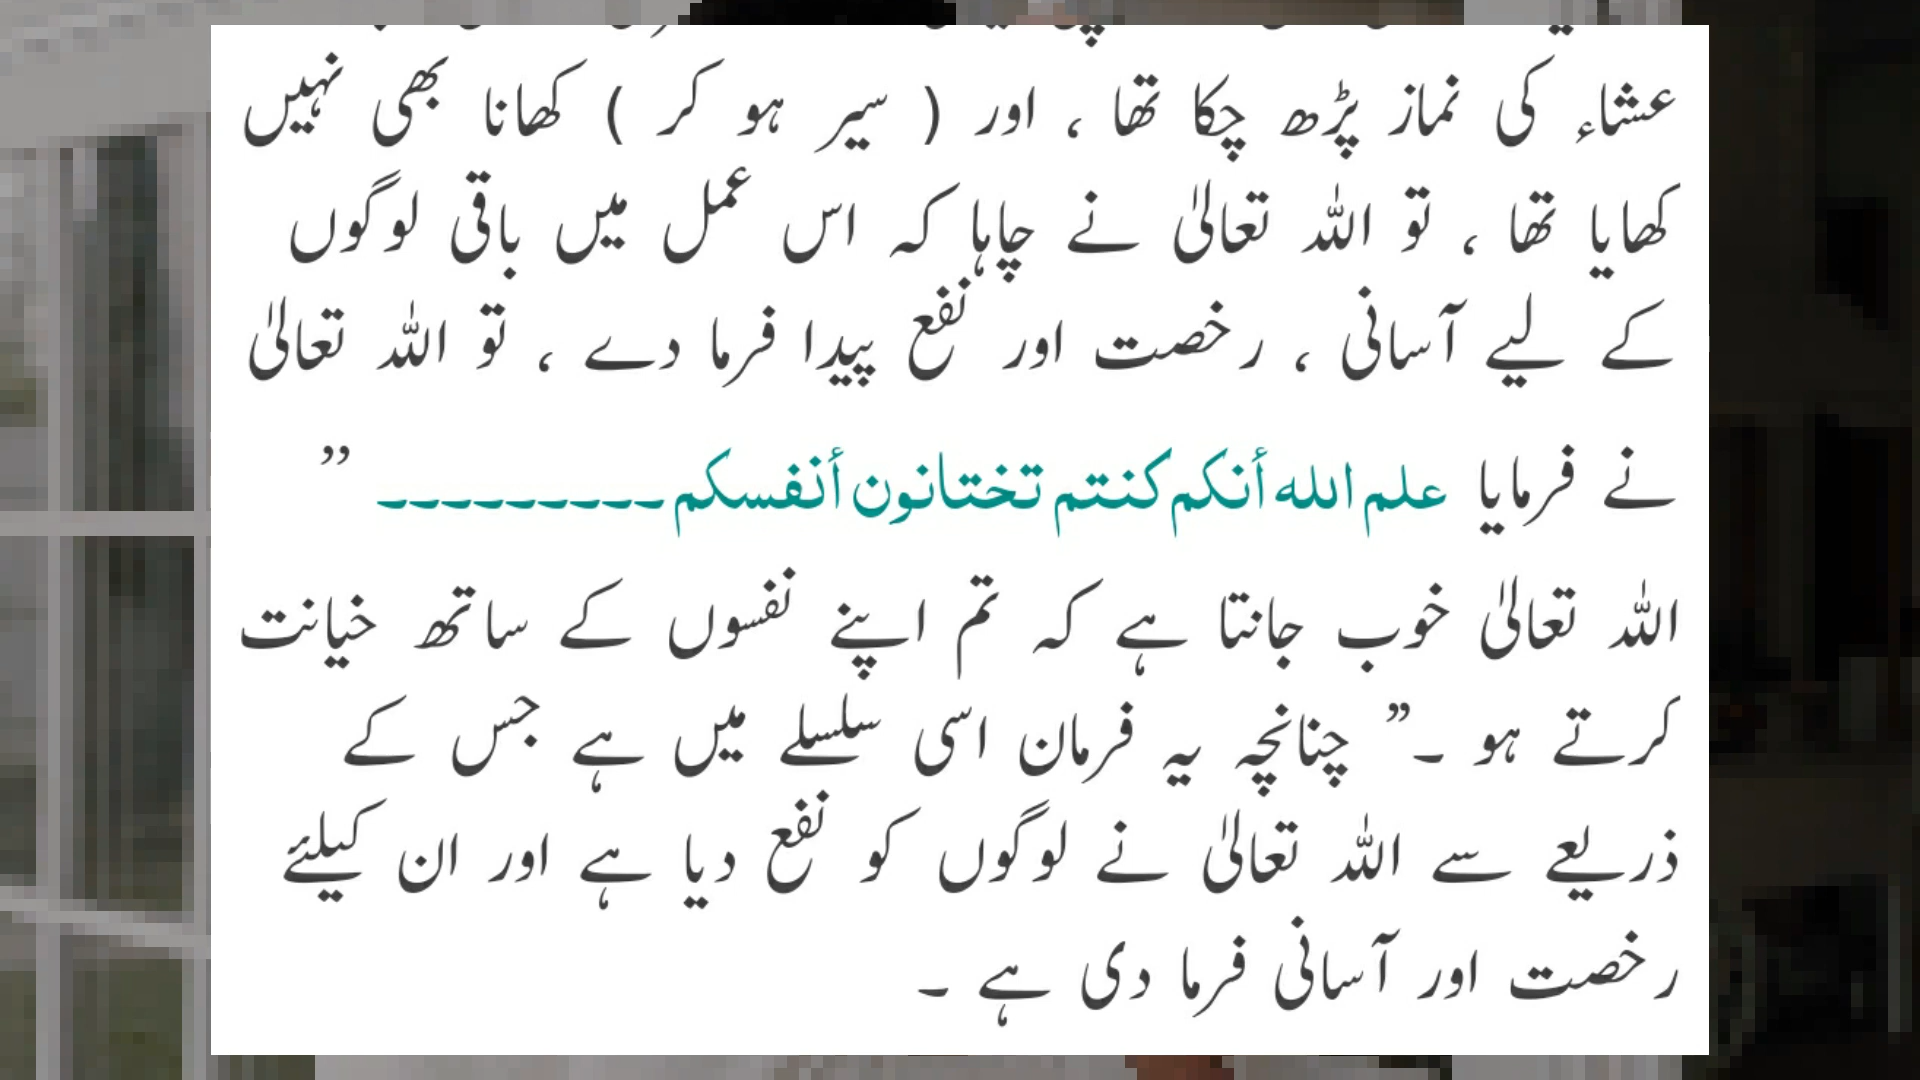 عشاء کی نماز پڑھ چکا تھا ، اور ( سیر ہو کر ) کھانا بھی نہیں
کھایا تھا ، تو اللہ تعالیٰ نے چاہا کہ اس عمل میں باقی لوگوں
کے لیے آسانی ، رخصت اور نفع پیدا فرما دے ، تو اللہ تعالیٰ
نے فرمایا علم الله أنكم كنتم تختانون أنفسكم ـ ـ ـ ـ ـ ـ ـ ـ ـ ’’
اللہ تعالیٰ خوب جانتا ہے کہ تم اپنے نفسوں کے ساتھ خیانت
کرتے ہو ۔’’ چنانچہ یہ فرمان اسی سلسلے میں ہے جس کے
ذریعے سے اللہ تعالیٰ نے لوگوں کو نفع دیا ہے اور ان کیلئے
رخصت اور آسانی فرما دی ہے ۔